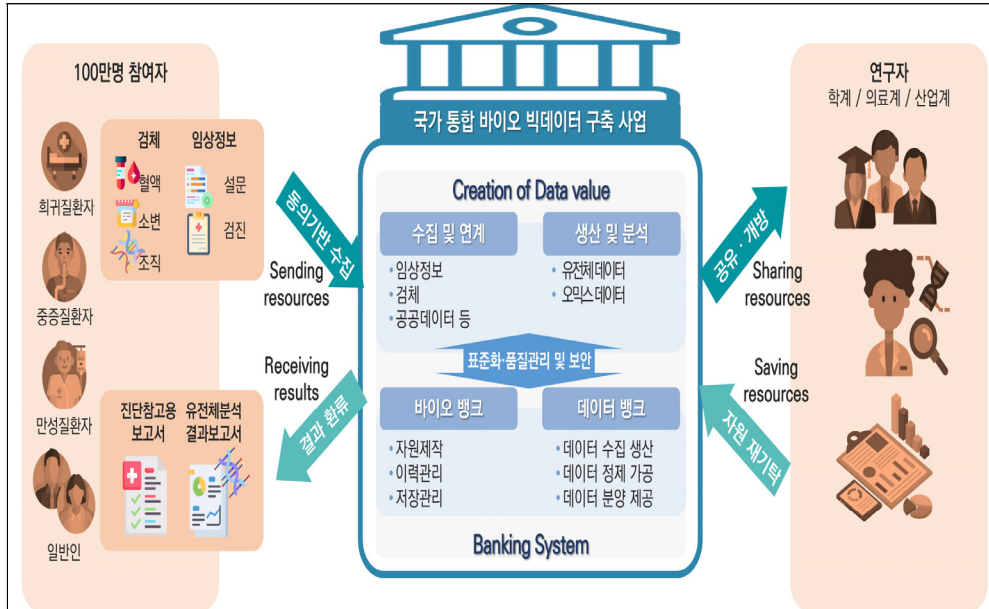 100만명 참여자
희귀질환자
중증질환자
만성질환자
일반인
검체
혈액
소변
조직
임상정보
설문
검진
진단참고용
보고서
유전체분석
결과보고서
동의기반 수집
Sending
resources
Receiving
results
결과 환류
국가 통합 바이오 빅데이터 구축 사업
Creation of Data value
수집 및 연계
• 임상정보
• 검체
• 공공데이터 등
생산 및 분석
• 유전체데이터
• 오믹스데이터
표준화·품질관리 및 보안
바이오 뱅크
• 자원제작
• 이력관리
• 저장관리
데이터 뱅크
• 데이터 수집 생산
• 데이터 정제 가공
• 데이터 분양 제공
Banking System
공유·개방
Sharing
resources
Saving
resources
자원 재기탁
연구자
학계 / 의료계 / 산업계